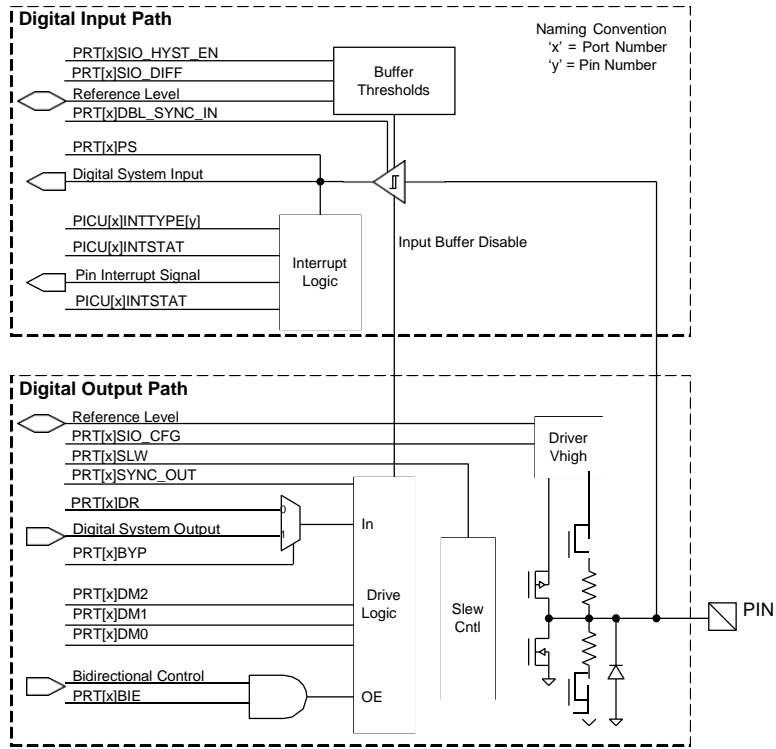 Digital Input Path
Naming Convention
'x' = Port Number
'y' = Pin Number
PRT[x]SIO_HYST_EN
PRT[x]SIO_DIFF
Reference Level
PRT[x]DBL_SYNC_IN
Buffer
Thresholds
PRT[x]PS
Digital System Input
PICU[x]INTTYPE[y]
PICU[x]INTSTAT
Pin Interrupt Signal
PICU[x]INTSTAT
Interrupt
Logic
Input Buffer Disable
Digital Output Path
Reference Level
PRT[x]SIO_CFG
PRT[x]SLW
PRT[x]SYNC_OUT
Driver
Vhigh
PRT[x]DR
0
Digital System Output
1
PRT[x]BYP
In
PRT[x]DM2
PRT[x]DM1
PRT[x]DM0
Drive
Logic
Slew
Cntl
PIN
Bidirectional Control
PRT[x]BIE
OE